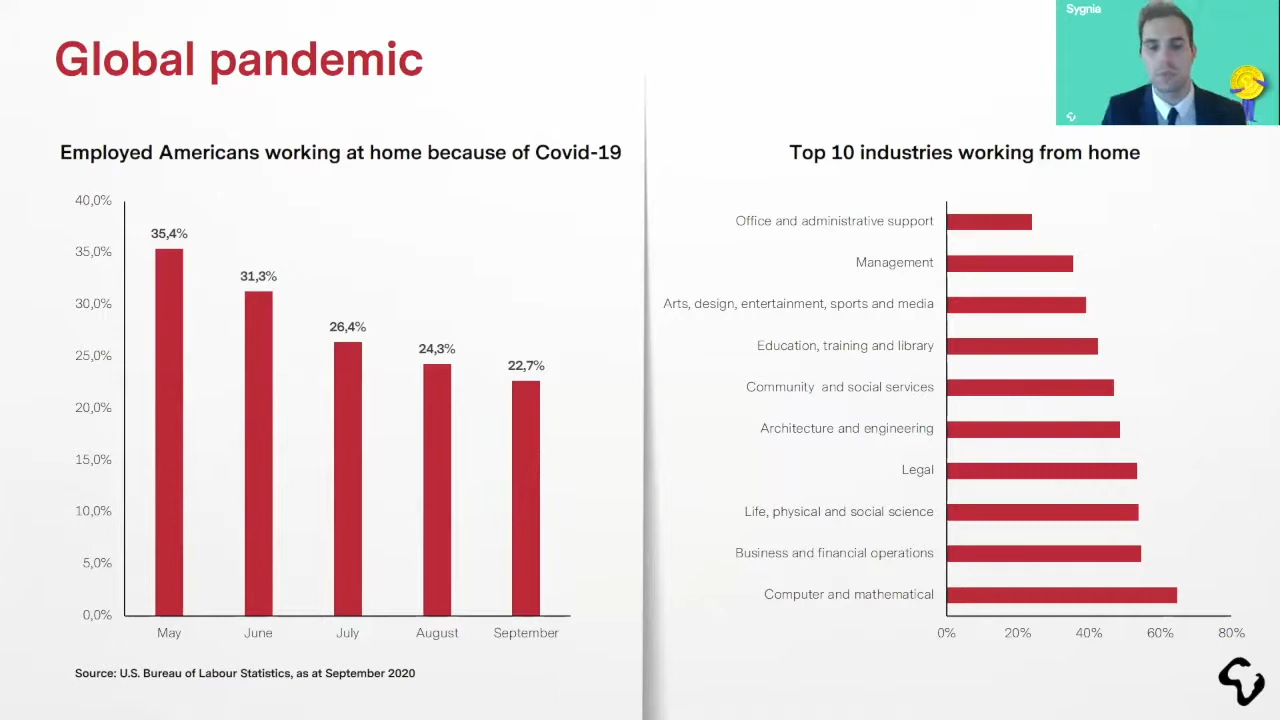 Sygnia
Global pandemic
Employed Americans working at home because of Covid-19
40,0%
35,0%
30,0%
25,0%
20,0%
15,0%
10,0%
5,0%
0,0%
35,4%
31,3%
26,4%
24,3%
22,7%
May
June
July
August
September
Source: U.S. Bureau of Labour Statistics, as at September 2020
Top 10 industries working from home
Office and administrative support
Management
Arts, design, entertainment, sports and media
Education, training and library
Community and social services
Architecture and engineering
Legal
Life, physical and social science
Business and financial operations
Computer and mathematical
0%
20%
40%
60%
80%